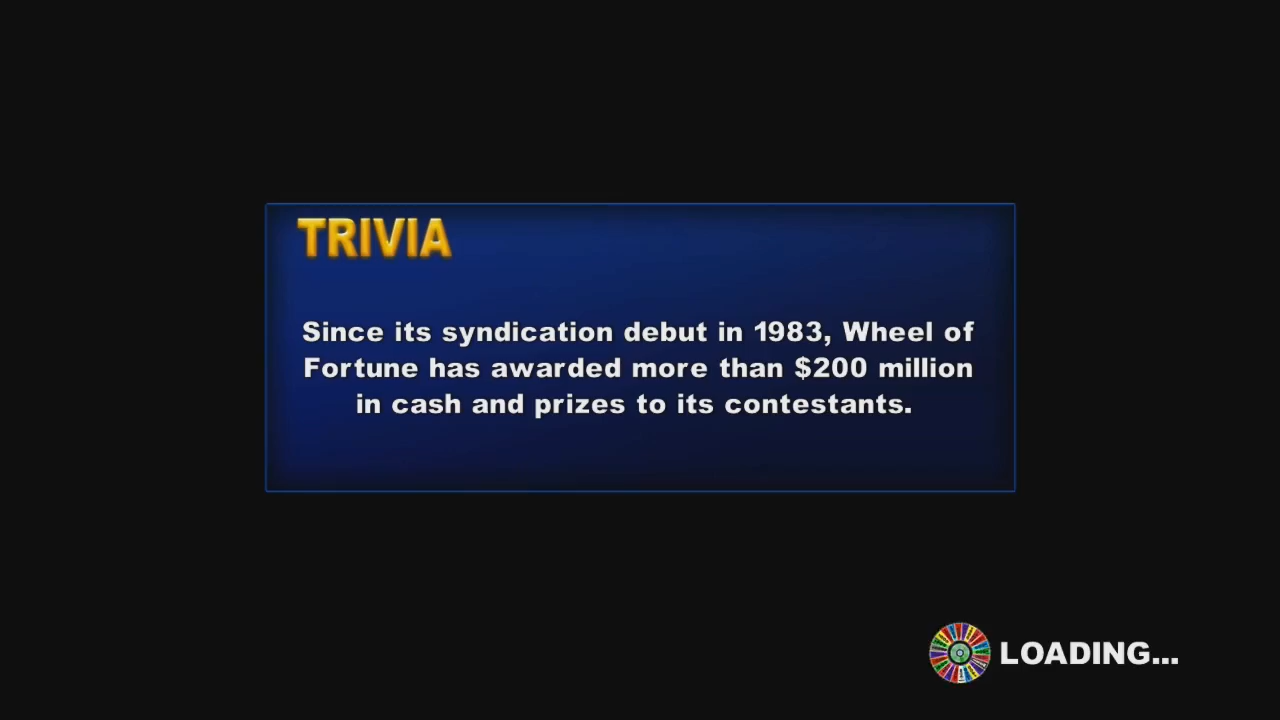 TRIVIA
Since its syndication debut in 1983, Wheel of
Fortune has awarded more than $200 million
in cash and prizes to its contestants.
LOADING...